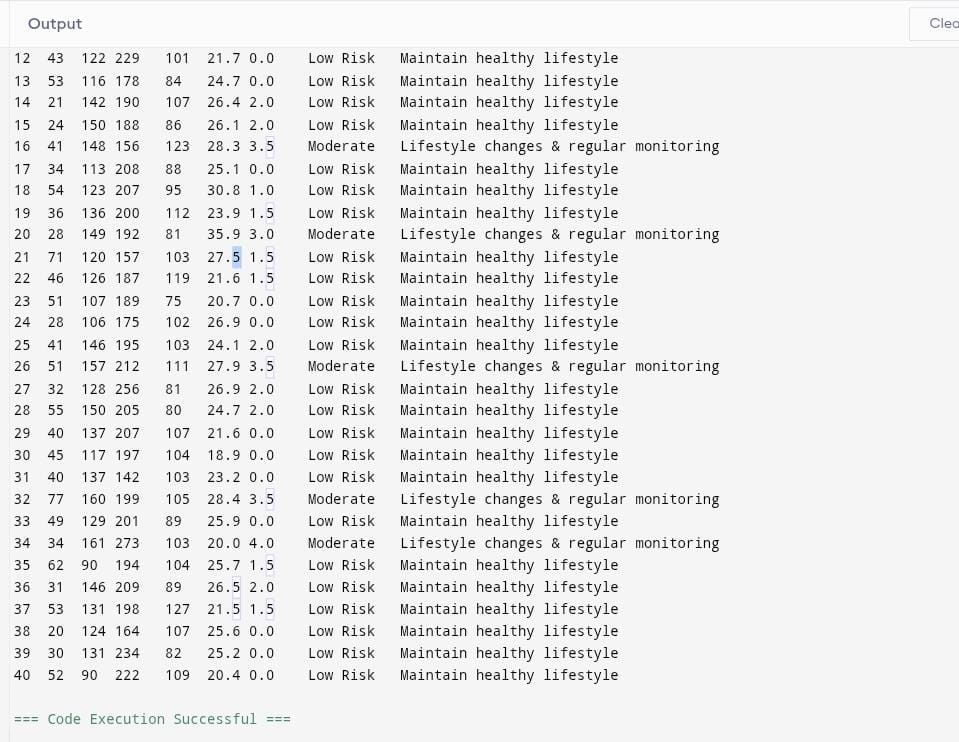 Output
Clea
12 43 122 229 101 21.7 0.0 Low Risk Maintain healthy lifestyle
13 53 116 178 84 24.7 0.0 Low Risk Maintain healthy lifestyle
14 21 142 190 107 26.4 2.0 Low Risk Maintain healthy lifestyle
15 24 150 188 86 26.1 2.0 Low Risk Maintain healthy lifestyle
16 41 148 156 123 28.3 3.5 Moderate Lifestyle changes & regular monitoring
17 34 113 208 88 25.1 0.0 Low Risk Maintain healthy lifestyle
18 54 123 207 95 30.8 1.0 Low Risk Maintain healthy lifestyle
19 36 136 200 112 23.9 1.5 Low Risk Maintain healthy lifestyle
20 28 149 192 81 35.9 3.0 Moderate Lifestyle changes & regular monitoring
21 71 120 157 103 27.5 1.5 Low Risk Maintain healthy lifestyle
22 46 126 187 119 21.6 1.5 Low Risk Maintain healthy lifestyle
23 51 107 189 75 20.7 0.0 Low Risk Maintain healthy lifestyle
24 28 106 175 102 26.9 0.0 Low Risk Maintain healthy lifestyle
25 41 146 195 103 24.1 2.0 Low Risk Maintain healthy lifestyle
26 51 157 212 111 27.9 3.5 Moderate Lifestyle changes & regular monitoring
27 32 128 256 81 26.9 2.0 Low Risk Maintain healthy lifestyle
28 55 150 205 80 24.7 2.0 Low Risk Maintain healthy lifestyle
29 40 137 207 107 21.6 0.0 Low Risk Maintain healthy lifestyle
30 45 117 197 104 18.9 0.0 Low Risk Maintain healthy lifestyle
31 40 137 142 103 23.2 0.0 Low Risk Maintain healthy lifestyle
32 77 160 199 105 28.4 3.5 Moderate Lifestyle changes & regular monitoring
33 49 129 201 89 25.9 0.0 Low Risk Maintain healthy lifestyle
34 34 161 273 103 20.0 4.0 Moderate Lifestyle changes & regular monitoring
35 62 90 194 104 25.7 1.5 Low Risk Maintain healthy lifestyle
36 31 146 209 89 26.5 2.0 Low Risk Maintain healthy lifestyle
37 53 131 198 127 21.5 1.5 Low Risk Maintain healthy lifestyle
38 20 124 164 107 25.6 0.0 Low Risk Maintain healthy lifestyle
39 30 131 234 82 25.2 0.0 Low Risk Maintain healthy lifestyle
40 52 90 222 109 20.4 0.0 Low Risk Maintain healthy lifestyle
=== Code Execution Successful ===